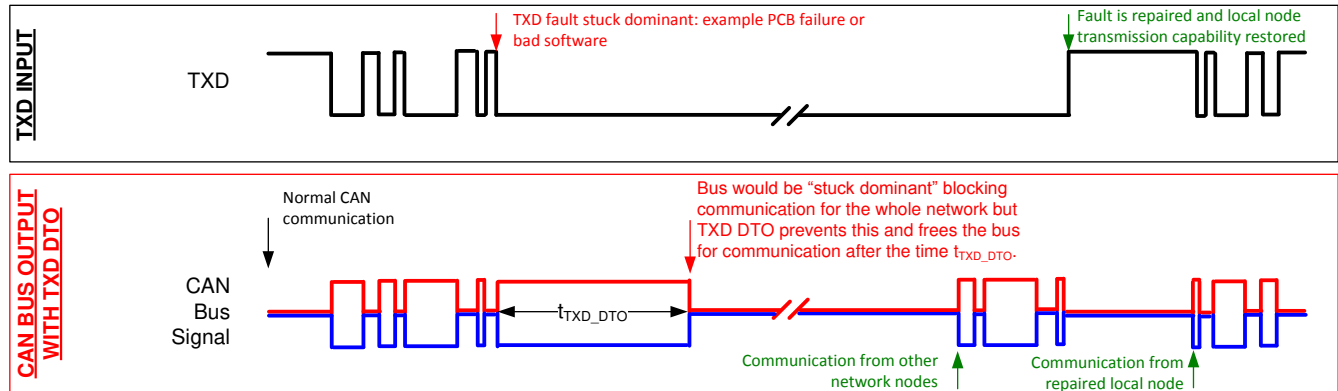 TXD INPUT
TXD fault stuck dominant: example PCB failure or
bad software
Fault is repaired and local node
transmission capability restored
TXD
CAN BUS OUTPUT
WITH TXD DTO
Normal CAN
communication
Bus would be “stuck dominant” blocking
communication for the whole network but
TXD DTO prevents this and frees the bus
for communication after the time tTXD_DTO.
CAN
Bus
Signal
tTXD_DTO
Communication from other
network nodes
Communication from
repaired local node